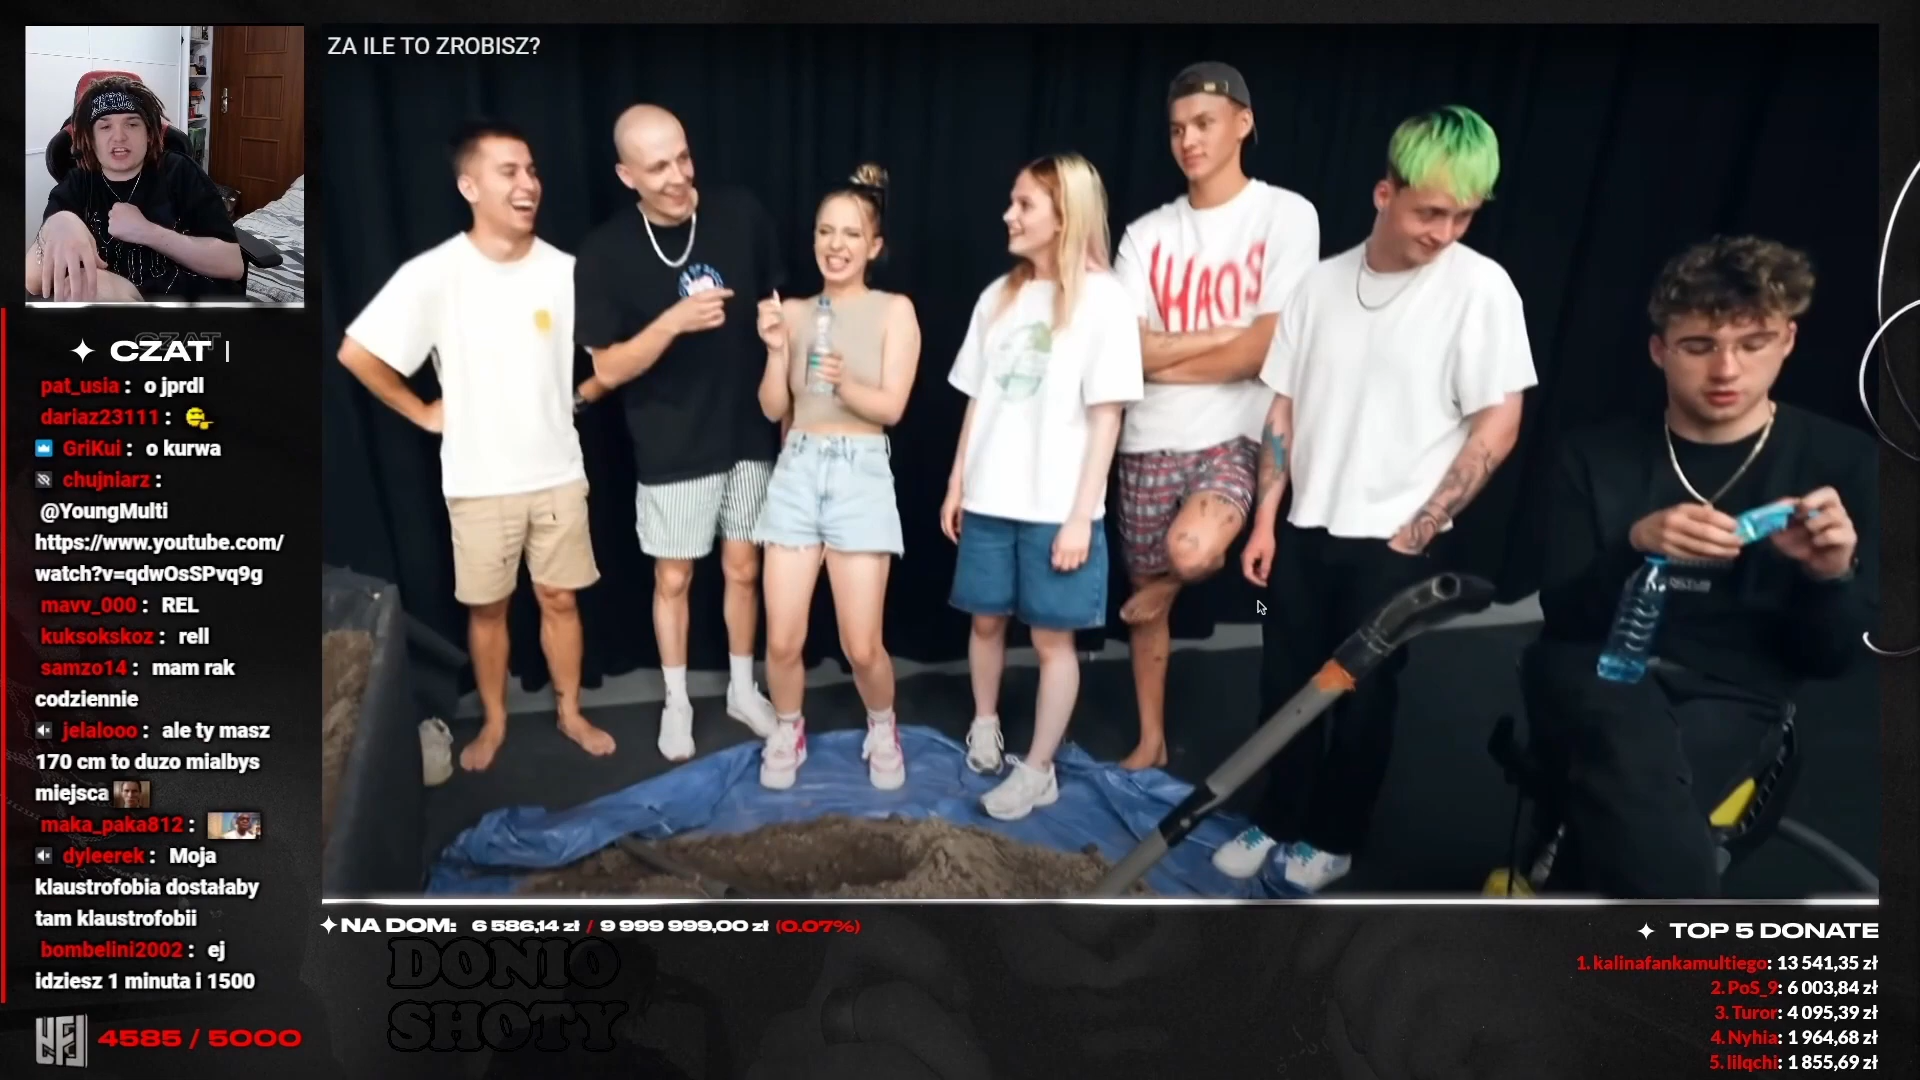 ZA ILE TO ZROBISZ?
CZAT
pat_usia : o jprdl
dariaz23111 :
GriKui : o kurwa
chujniarz :
@YoungMulti
https://www.youtube.com/
watch?v=qdwOsSPvq9g
mavv_000 : REL
kuksokskoz : rell
samzo14 : mam rak
codziennie
jelalooo : ale ty masz
170 cm to duzo mialbys
miejsca
maka_paka812 :
dyleerek : Moja
klaustrofobia dostałaby
tam klaustrofobii
bombelini2002 : ej
idziesz 1 minuta i 1500
4585 / 5000
NA DOM: 6 586,14 zł / 9 999 999,00 zł (0.07%)
DONIO
SHOTY
TOP 5 DONATE
1. kalinafankamultiego: 13 541,35 zł
2. PoS_9: 6 003,84 zł
3. Turor: 4 095,39 zł
4. Nyhia: 1 964,68 zł
5. lilqchi: 1 855,69 zł